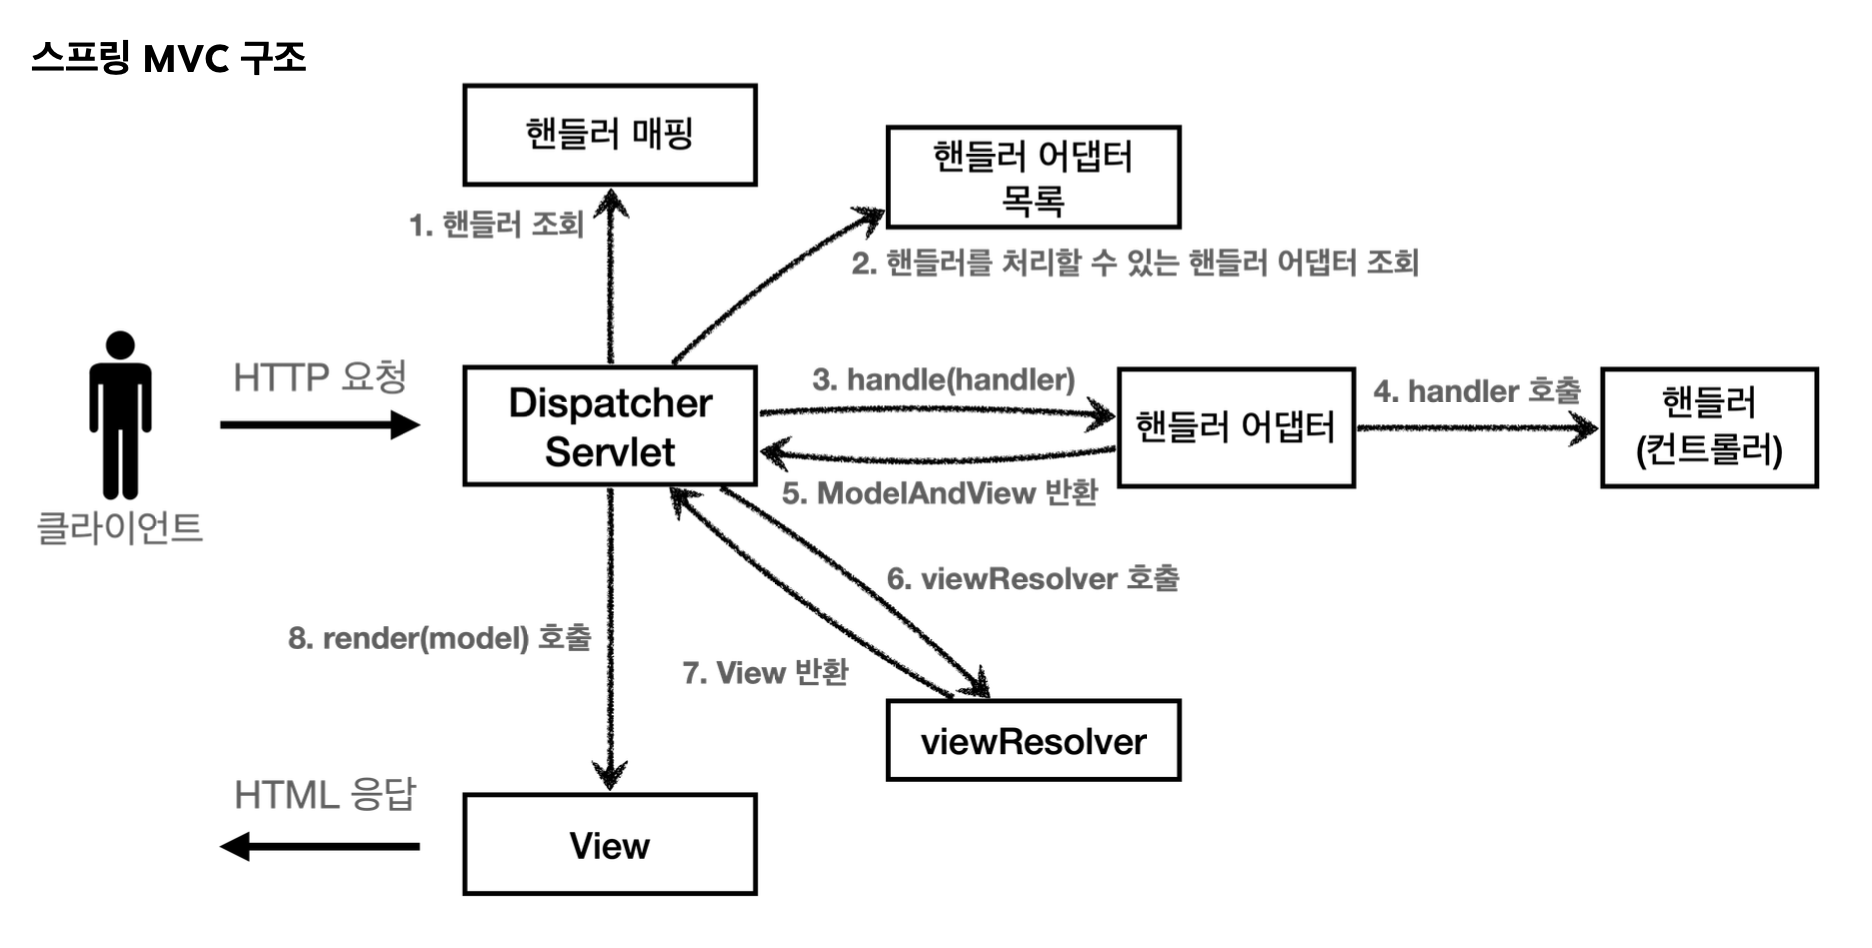 스프링 MVC 구조
핸들러 매핑
핸들러 어댑터
목록
1. 핸들러 조회
2. 핸들러를 처리할 수 있는 핸들러 어댑터 조회
HTTP 요청
Dispatcher
Servlet
3. handle(handler)
핸들러 어댑터
4. handler 호출
핸들러
(컨트롤러)
5. ModelAndView 반환
클라이언트
6. viewResolver 호출
8. render(model) 호출
7. View 반환
viewResolver
HTML 응답
View